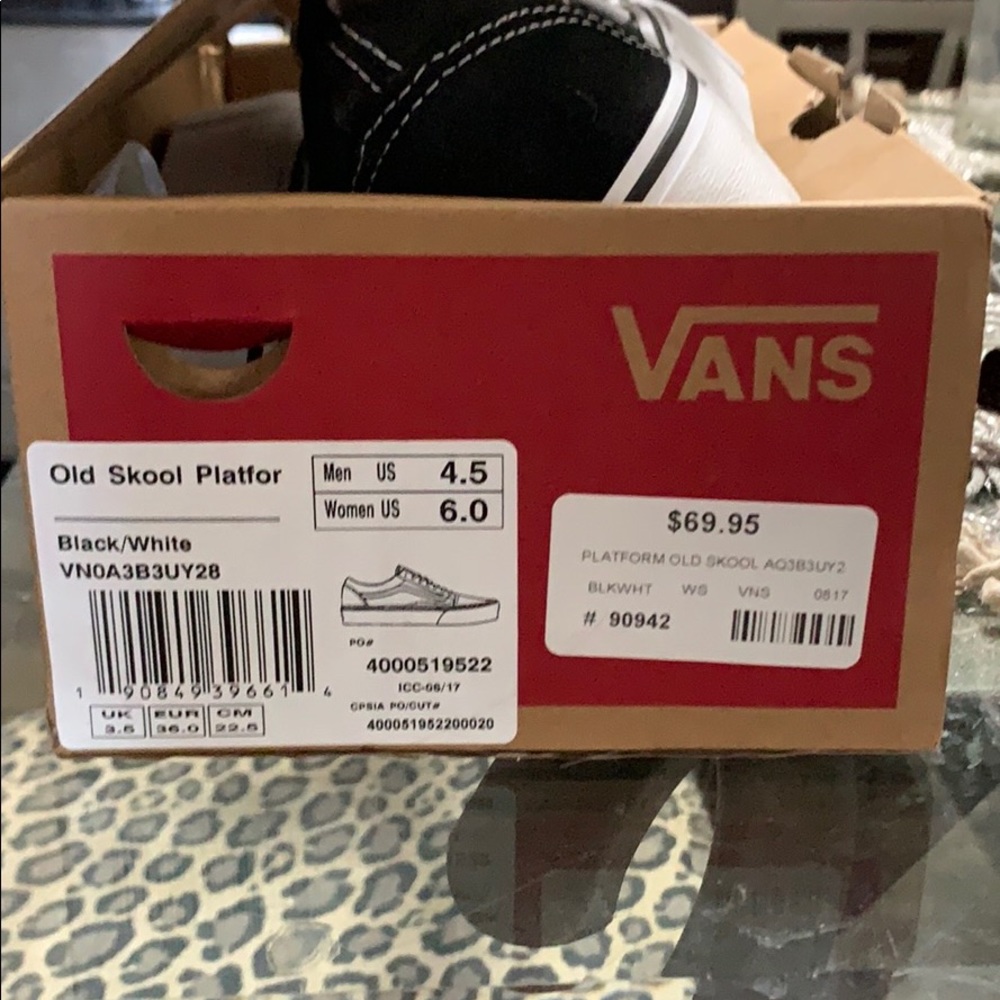 VANS
Old Skool Platfor
Men US 4.5
Women US 6.0
Black/White
VN0A3B3UY28
1 90849 39661 4
UK EUR CM
3.5 36.0 22.5
PO#
4000519522
ICC-06/17
CPSIA PO/CUT#
400051952200020
$69.95
PLATFORM OLD SKOOL AO3B3UY2
BLKWHT WS VNS 0817
# 90942